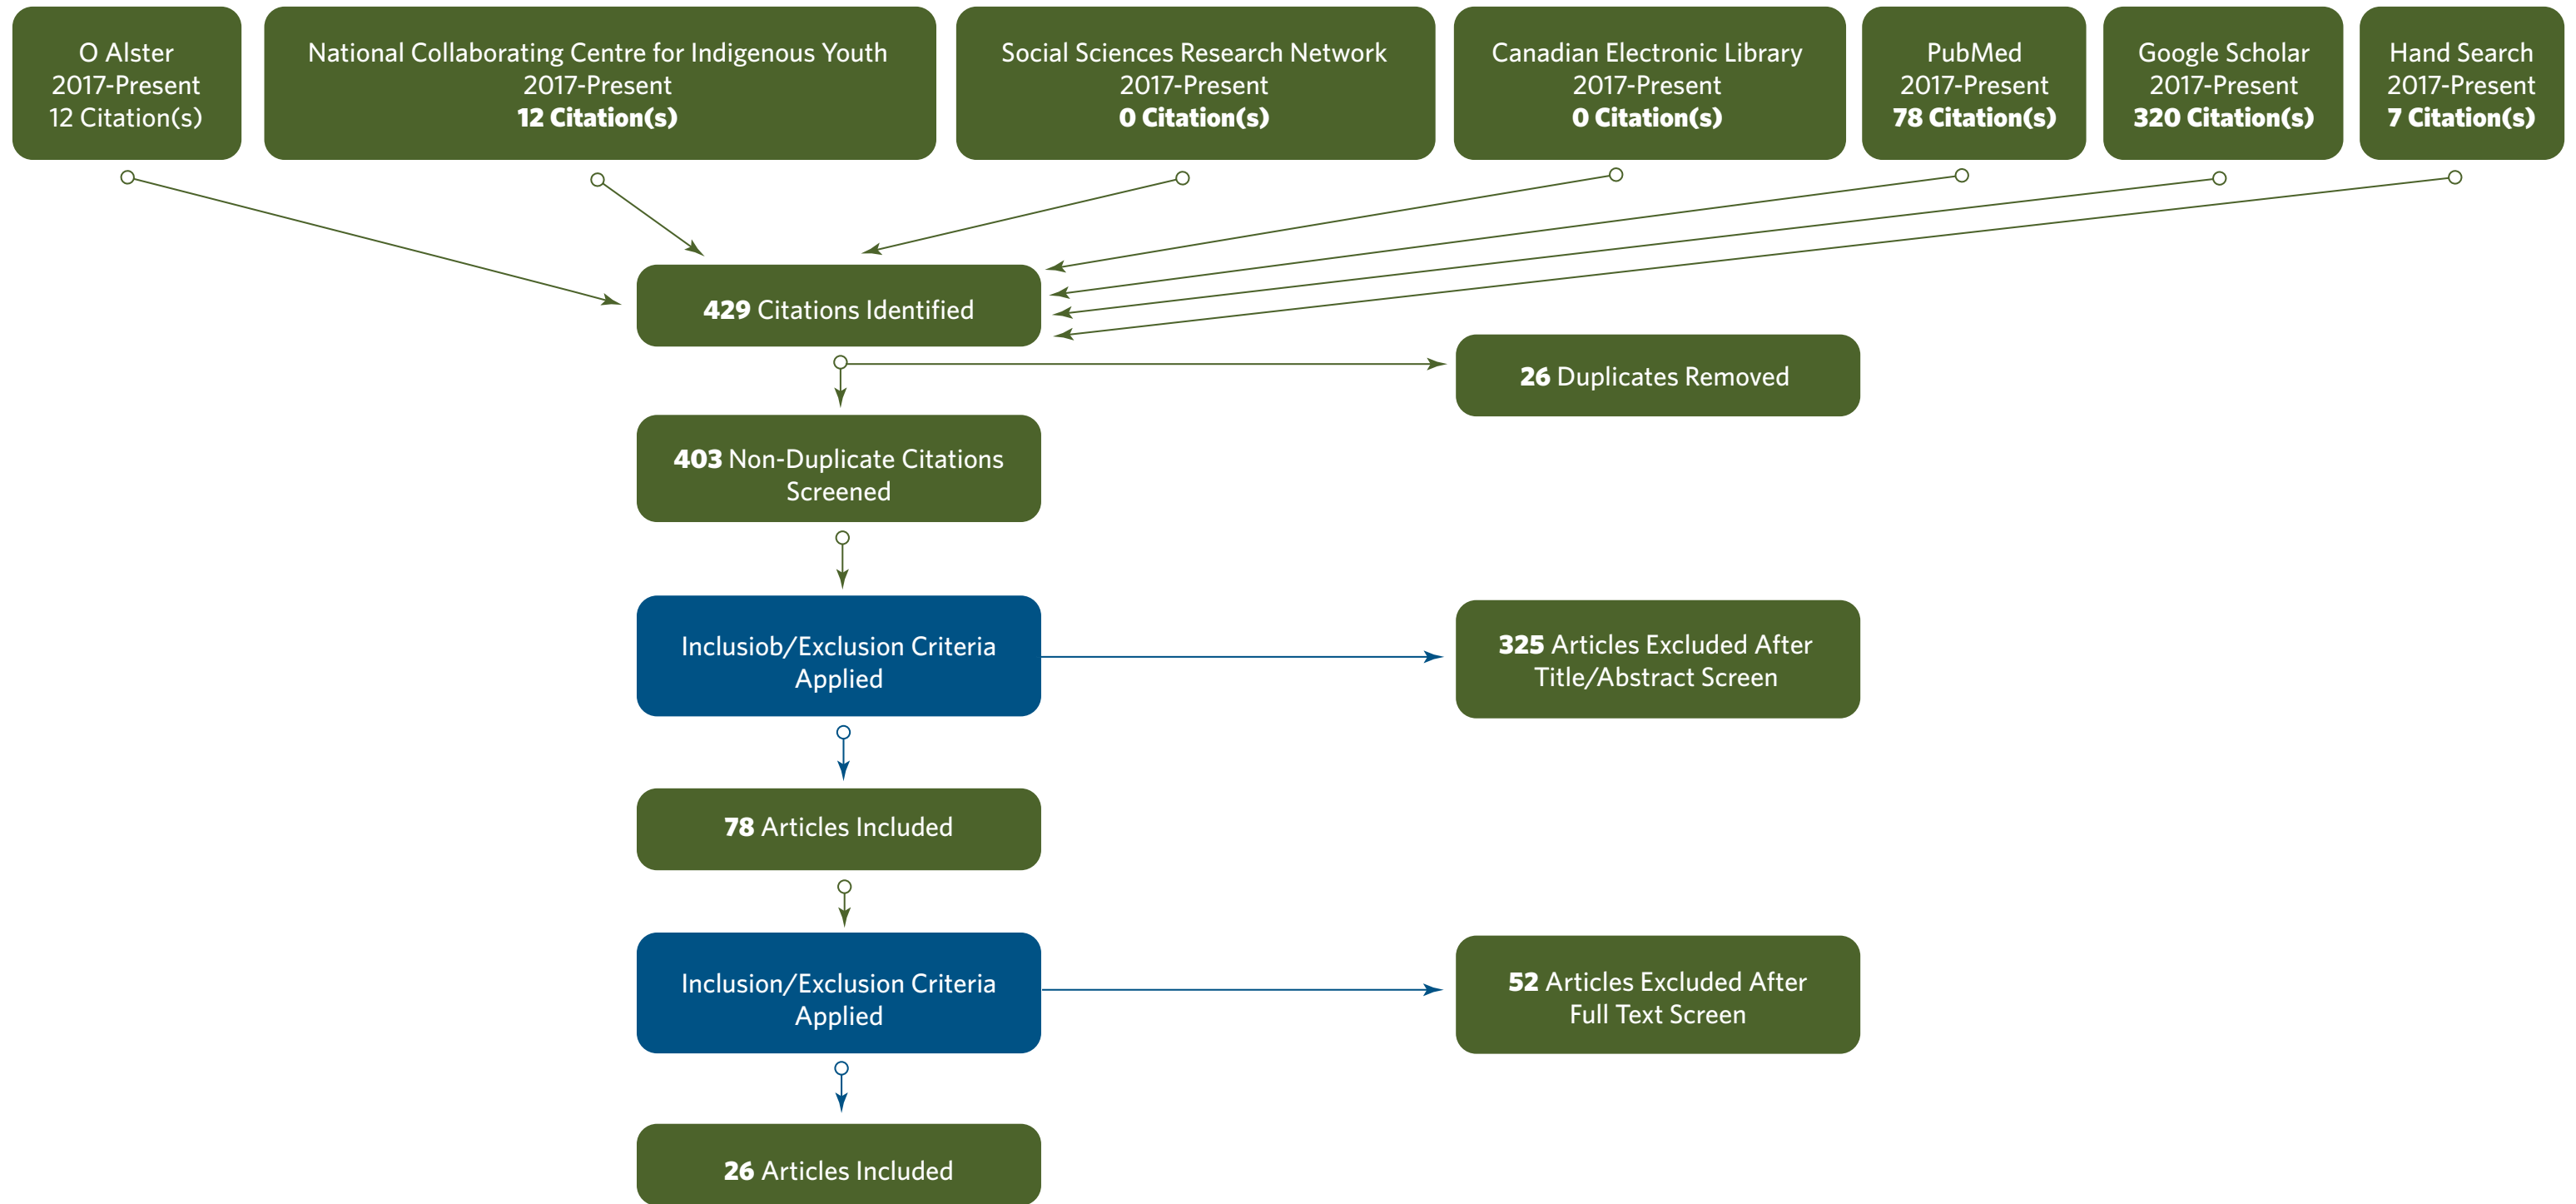 O Alster
2017-Present
12 Citation(s)
National Collaborating Centre for Indigenous Youth
2017-Present
12 Citation(s)
Social Sciences Research Network
2017-Present
0 Citation(s)
Canadian Electronic Library
2017-Present
0 Citation(s)
PubMed
2017-Present
78 Citation(s)
Google Scholar
2017-Present
320 Citation(s)
Hand Search
2017-Present
7 Citation(s)
429 Citations Identified
26 Duplicates Removed
403 Non-Duplicate Citations
Screened
Inclusiob/Exclusion Criteria
Applied
325 Articles Excluded After
Title/Abstract Screen
78 Articles Included
Inclusion/Exclusion Criteria
Applied
52 Articles Excluded After
Full Text Screen
26 Articles Included